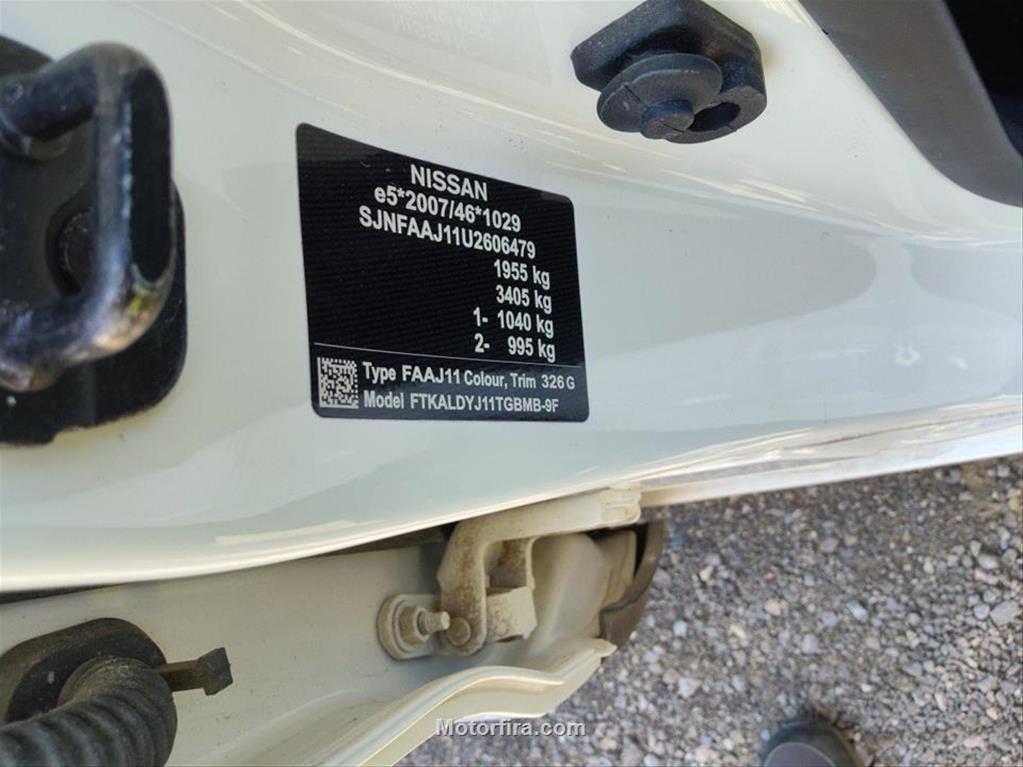 NISSAN
e5*2007/46*1029
SJNFAAJ11U2606479
1955 kg
3405 kg
1- 1040 kg
2- 995 kg
Type FAAJ11 Colour, Trim 326 G
Model FTKALDYJ11TGBMB-9F
Motorfira.com